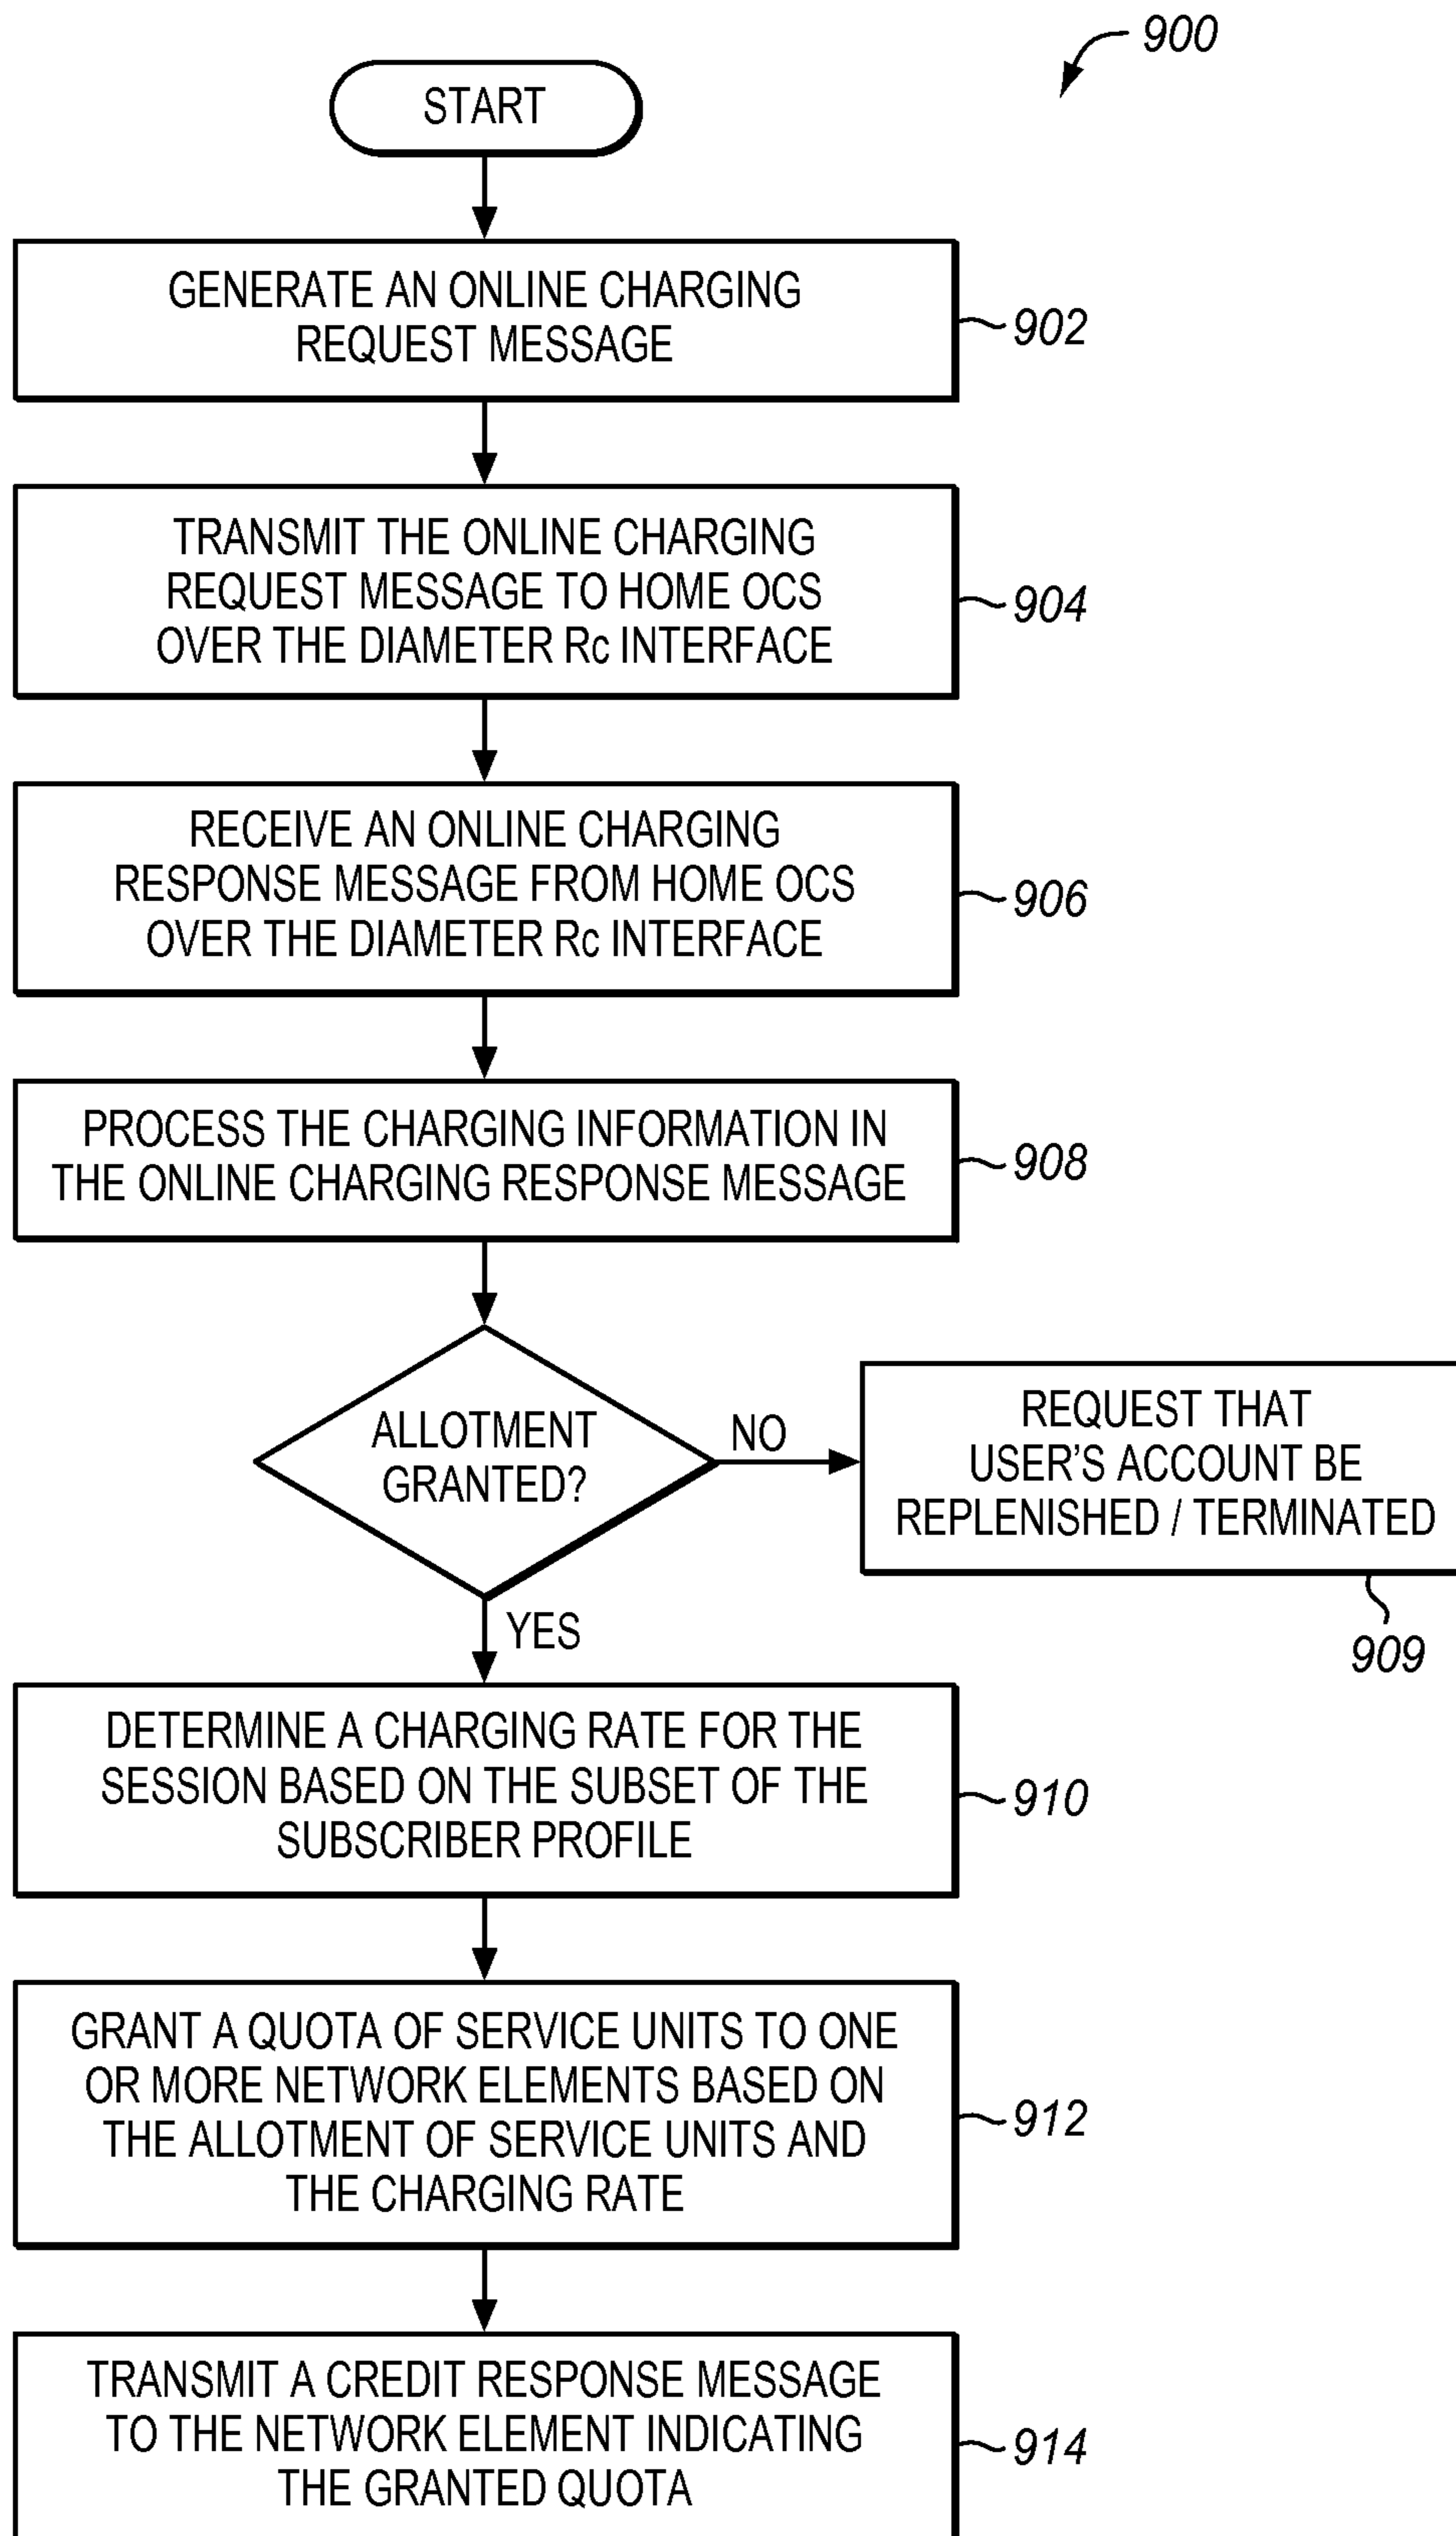 900
START
GENERATE AN ONLINE CHARGING
REQUEST MESSAGE
902
TRANSMIT THE ONLINE CHARGING
REQUEST MESSAGE TO HOME OCS
OVER THE DIAMETER Rc INTERFACE
904
RECEIVE AN ONLINE CHARGING
RESPONSE MESSAGE FROM HOME OCS
OVER THE DIAMETER Rc INTERFACE
906
PROCESS THE CHARGING INFORMATION IN
THE ONLINE CHARGING RESPONSE MESSAGE
908
ALLOTMENT
GRANTED?
NO
REQUEST THAT
USER'S ACCOUNT BE
REPLENISHED / TERMINATED
909
YES
DETERMINE A CHARGING RATE FOR THE
SESSION BASED ON THE SUBSET OF THE
SUBSCRIBER PROFILE
910
GRANT A QUOTA OF SERVICE UNITS TO ONE
OR MORE NETWORK ELEMENTS BASED ON
THE ALLOTMENT OF SERVICE UNITS AND
THE CHARGING RATE
912
TRANSMIT A CREDIT RESPONSE MESSAGE
TO THE NETWORK ELEMENT INDICATING
THE GRANTED QUOTA
914